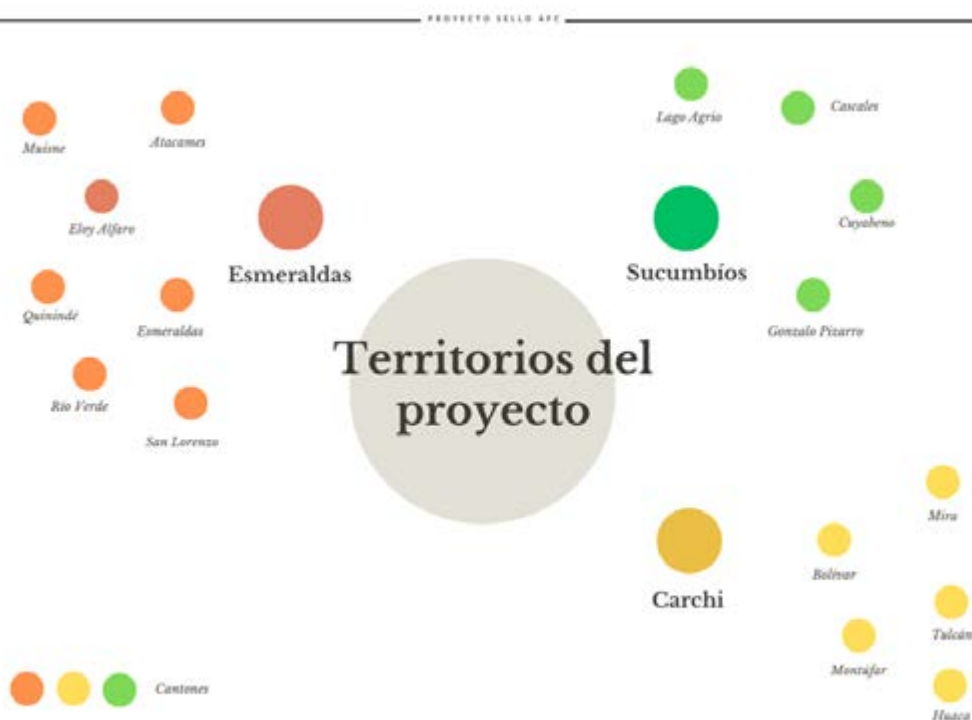 PROYECTO SELLO AFC
Muisne
Atacames
Eloy Alfaro
Esmeraldas
Quinindé
Esmeraldas
Río Verde
San Lorenzo
Lago Agrio
Cascales
Cuyabeno
Sucumbíos
Gonzalo Pizarro
Territorios del
proyecto
Mira
Bolívar
Carchi
Tulcán
Montúfar
Huaca
Cantones